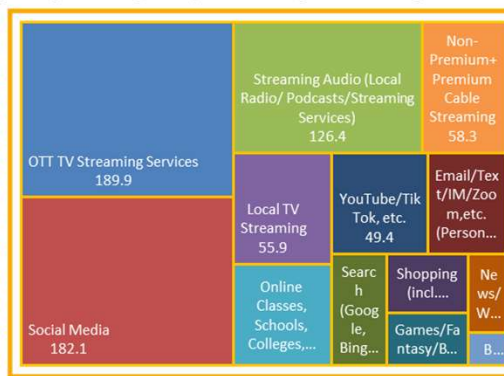 OTT TV Streaming Services
189.9
Social Media
182.1
Streaming Audio (Local
Radio/ Podcasts/Streaming
Services)
126.4
Non-
Premium+
Premium
Cable
Streaming
58.3
Local TV
Streaming
55.9
YouTube/Tik
Tok, etc.
49.4
Email/Tex
t/IM/Zoo
m,etc.
(Person...
Online
Classes,
Schools,
Colleges,...
Searc
h
(Goog
le,
Bing...
Shopping
(incl....
Games/Fa
ntasy/B...
Ne
ws/
W...
B...